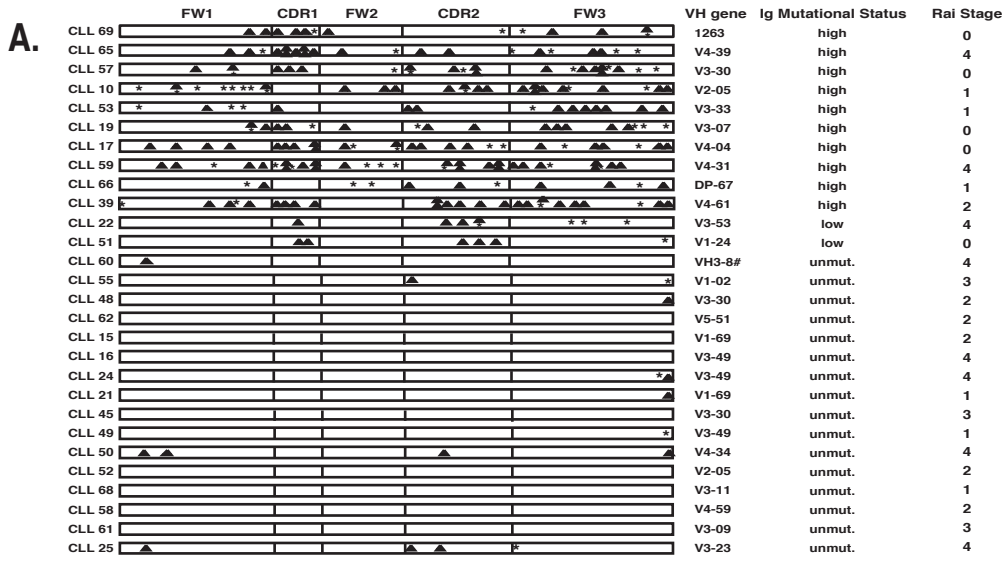 A.
FW1 CDR1 FW2 CDR2 FW3 VH gene Ig Mutational Status Rai Stage
CLL 69 1263 high 0
CLL 65 V4-39 high 4
CLL 57 V3-30 high 0
CLL 10 V2-05 high 1
CLL 53 V3-33 high 1
CLL 19 V3-07 high 0
CLL 17 V4-04 high 0
CLL 59 V4-31 high 4
CLL 66 DP-67 high 1
CLL 39 V4-61 high 2
CLL 22 V3-53 low 4
CLL 51 V1-24 low 0
CLL 60 VH3-8# unmut. 4
CLL 55 V1-02 unmut. 3
CLL 48 V3-30 unmut. 2
CLL 62 V5-51 unmut. 2
CLL 15 V1-69 unmut. 2
CLL 16 V3-49 unmut. 4
CLL 24 V3-49 unmut. 4
CLL 21 V1-69 unmut. 1
CLL 45 V3-30 unmut. 3
CLL 49 V3-49 unmut. 1
CLL 50 V4-34 unmut. 4
CLL 52 V2-05 unmut. 2
CLL 68 V3-11 unmut. 1
CLL 58 V4-59 unmut. 2
CLL 61 V3-09 unmut. 3
CLL 25 V3-23 unmut. 4